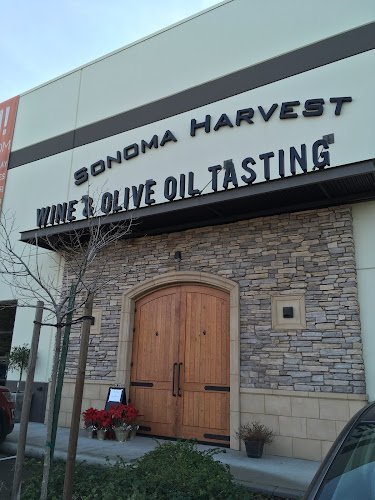 SONOMA HARVEST
WINE & OLIVE OIL TASTING